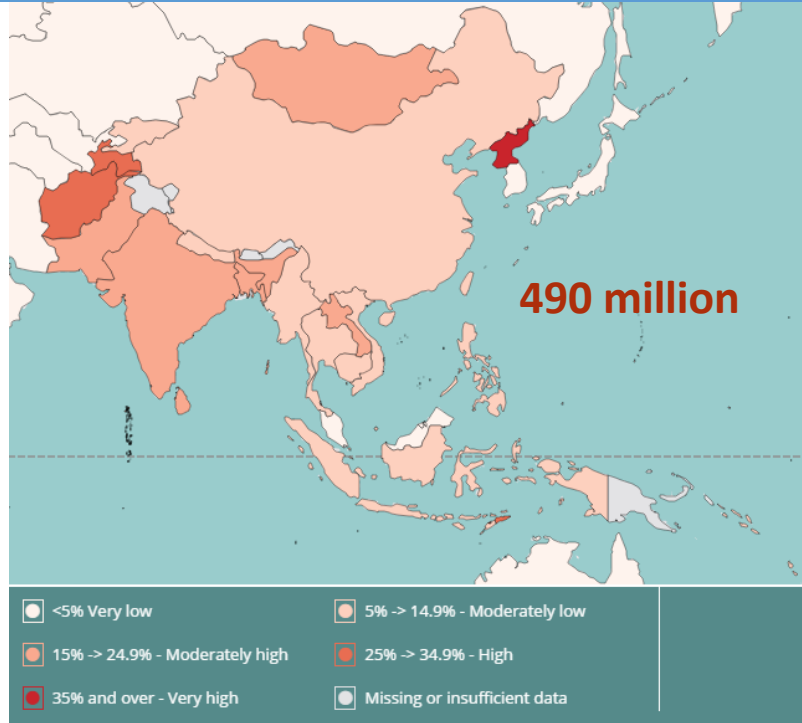 490 million
<5% Very low
5% -> 14.9% - Moderately low
15% -> 24.9% - Moderately high
25% -> 34.9% - High
35% and over - Very high
Missing or insufficient data